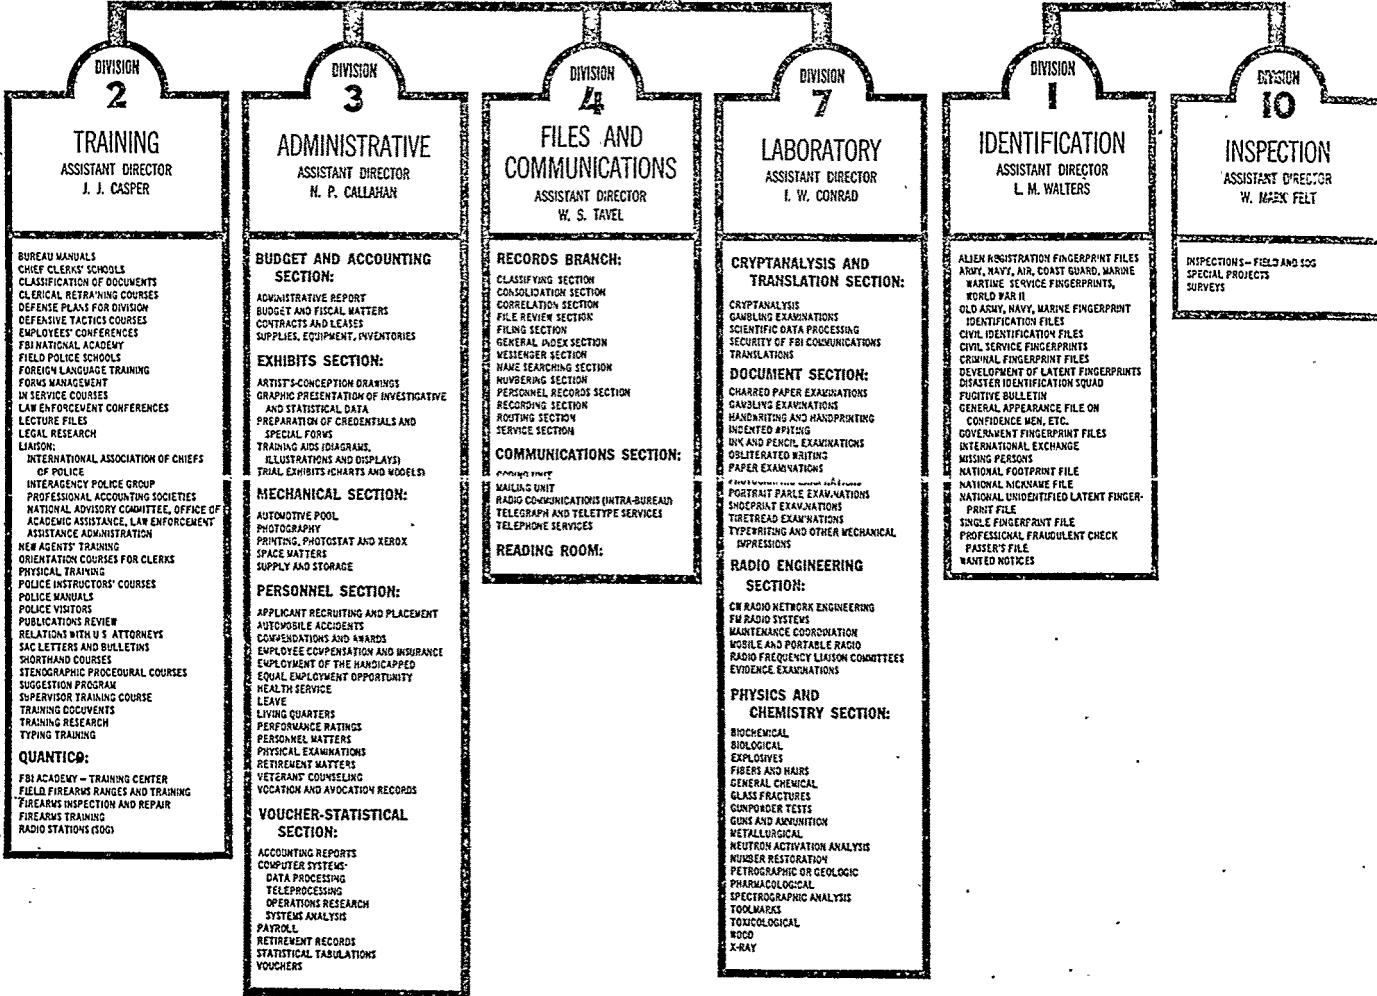 DIVISION
2
TRAINING
ASSISTANT DIRECTOR
J. J. CASPER
BUREAU MANUALS
CHIEF CLERKS' SCHOOLS
CLASSIFICATION OF DOCUMENTS
CLERICAL RETRAINING COURSES
DEFENSE PLANS FOR DIVISION
DEFENSIVE TACTICS COURSES
EMPLOYEES' CONFERENCES
FBI NATIONAL ACADEMY
FIELD POLICE SCHOOLS
FOREIGN LANGUAGE TRAINING
FORMS MANAGEMENT
IN SERVICE COURSES
LAW ENFORCEMENT CONFERENCES
LECTURE FILES
LEGAL RESEARCH
LIAISON:
INTERNATIONAL ASSOCIATION OF CHIEFS
OF POLICE
INTERAGENCY POLICE GROUP
PROFESSIONAL ACCOUNTING SOCIETIES
NATIONAL ADVISORY COMMITTEE, OFFICE OF
ACADEMIC ASSISTANCE, LAW ENFORCEMENT
ASSISTANCE ADMINISTRATION
NEW AGENTS' TRAINING
ORIENTATION COURSES FOR CLERKS
PHYSICAL TRAINING
POLICE INSTRUCTORS' COURSES
POLICE MANUALS
POLICE VISITORS
PUBLICATIONS REVIEW
RELATIONS WITH U S ATTORNEYS
SAC LETTERS AND BULLETINS
SHORTHAND COURSES
STENOGRAPHIC PROCEDURAL COURSES
SUGGESTION PROGRAM
SUPERVISOR TRAINING COURSE
TRAINING DOCUMENTS
TRAINING RESEARCH
TYPING TRAINING
QUANTICO:
FBI ACADEMY – TRAINING CENTER
FIELD FIREARMS RANGES AND TRAINING
FIREARMS INSPECTION AND REPAIR
FIREARMS TRAINING
RADIO STATIONS (SOG)
DIVISION
3
ADMINISTRATIVE
ASSISTANT DIRECTOR
N. P. CALLAHAN
BUDGET AND ACCOUNTING
SECTION:
ADMINISTRATIVE REPORT
BUDGET AND FISCAL MATTERS
CONTRACTS AND LEASES
SUPPLIES, EQUIPMENT, INVENTORIES
EXHIBITS SECTION:
ARTIST'S-CONCEPTION DRAWINGS
GRAPHIC PRESENTATION OF INVESTIGATIVE
AND STATISTICAL DATA
PREPARATION OF CREDENTIALS AND
SPECIAL FORMS
TRAINING AIDS (DIAGRAMS,
ILLUSTRATIONS AND DISPLAYS)
TRIAL EXHIBITS (CHARTS AND MODELS)
MECHANICAL SECTION:
AUTOMOTIVE POOL
PHOTOGRAPHY
PRINTING, PHOTOSTAT AND XEROX
SPACE MATTERS
SUPPLY AND STORAGE
PERSONNEL SECTION:
APPLICANT RECRUITING AND PLACEMENT
AUTOMOBILE ACCIDENTS
COMMENDATIONS AND AWARDS
EMPLOYEE COMPENSATION AND INSURANCE
EMPLOYMENT OF THE HANDICAPPED
EQUAL EMPLOYMENT OPPORTUNITY
HEALTH SERVICE
LEAVE
LIVING QUARTERS
PERFORMANCE RATINGS
PERSONNEL MATTERS
PHYSICAL EXAMINATIONS
RETIREMENT MATTERS
VETERANS' COUNSELING
VOCATION AND AVOCATION RECORDS
VOUCHER-STATISTICAL
SECTION:
ACCOUNTING REPORTS
COMPUTER SYSTEMS-
DATA PROCESSING
TELEPROCESSING
OPERATIONS RESEARCH
SYSTEMS ANALYSIS
PAYROLL
RETIREMENT RECORDS
STATISTICAL TABULATIONS
VOUCHERS
DIVISION
4
FILES AND
COMMUNICATIONS
ASSISTANT DIRECTOR
W. S. TAVEL
RECORDS BRANCH:
CLASSIFYING SECTION
CONSOLIDATION SECTION
CORRELATION SECTION
FILE REVIEW SECTION
FILING SECTION
GENERAL INDEX SECTION
MESSENGER SECTION
NAME SEARCHING SECTION
NUMBERING SECTION
PERSONNEL RECORDS SECTION
RECORDING SECTION
ROUTING SECTION
SERVICE SECTION
COMMUNICATIONS SECTION:
CODING UNIT
MAILING UNIT
RADIO COMMUNICATIONS (INTRA-BUREAU)
TELEGRAPH AND TELETYPE SERVICES
TELEPHONE SERVICES
READING ROOM:
DIVISION
7
LABORATORY
ASSISTANT DIRECTOR
I. W. CONRAD
CRYPTANALYSIS AND
TRANSLATION SECTION:
CRYPTANALYSIS
GAMBLING EXAMINATIONS
SCIENTIFIC DATA PROCESSING
SECURITY OF FBI COMMUNICATIONS
TRANSLATIONS
DOCUMENT SECTION:
CHARRED PAPER EXAMINATIONS
GAMBLING EXAMINATIONS
HANDWRITING AND HANDPRINTING
INDENTED WRITING
INK AND PENCIL EXAMINATIONS
OBLITERATED WRITING
PAPER EXAMINATIONS
PHOTOGRAPHIC EXAMINATIONS
PORTRAIT PARLE EXAMINATIONS
SHOEPRINT EXAMINATIONS
TIRETREAD EXAMINATIONS
TYPEWRITING AND OTHER MECHANICAL
IMPRESSIONS
RADIO ENGINEERING
SECTION:
CW RADIO NETWORK ENGINEERING
FM RADIO SYSTEMS
MAINTENANCE COORDINATION
MOBILE AND PORTABLE RADIO
RADIO FREQUENCY LIAISON COMMITTEES
EVIDENCE EXAMINATIONS
PHYSICS AND
CHEMISTRY SECTION:
BIOCHEMICAL
BIOLOGICAL
EXPLOSIVES
FIBERS AND HAIRS
GENERAL CHEMICAL
GLASS FRACTURES
GUNPOWDER TESTS
GUNS AND AMMUNITION
METALLURGICAL
NEUTRON ACTIVATION ANALYSIS
NUMBER RESTORATION
PETROGRAPHIC OR GEOLOGIC
PHARMACOLOGICAL
SPECTROGRAPHIC ANALYSIS
TOOLMARKS
TOXICOLOGICAL
WOOD
X-RAY
DIVISION
1
IDENTIFICATION
ASSISTANT DIRECTOR
L. M. WALTERS
ALIEN REGISTRATION FINGERPRINT FILES
ARMY, NAVY, AIR, COAST GUARD, MARINE
WARTIME SERVICE FINGERPRINTS,
WORLD WAR II
OLD ARMY, NAVY, MARINE FINGERPRINT
IDENTIFICATION FILES
CIVIL IDENTIFICATION FILES
CIVIL SERVICE FINGERPRINTS
CRIMINAL FINGERPRINT FILES
DEVELOPMENT OF LATENT FINGERPRINTS
DISASTER IDENTIFICATION SQUAD
FUGITIVE BULLETIN
GENERAL APPEARANCE FILE ON
CONFIDENCE MEN, ETC.
GOVERNMENT FINGERPRINT FILES
INTERNATIONAL EXCHANGE
MISSING PERSONS
NATIONAL FOOTPRINT FILE
NATIONAL NICKNAME FILE
NATIONAL UNIDENTIFIED LATENT FINGER-
PRINT FILE
SINGLE FINGERPRINT FILE
PROFESSIONAL FRAUDULENT CHECK
PASSER'S FILE
WANTED NOTICES
DIVISION
10
INSPECTION
ASSISTANT DIRECTOR
W. MARK FELT
INSPECTIONS – FIELD AND SOG
SPECIAL PROJECTS
SURVEYS